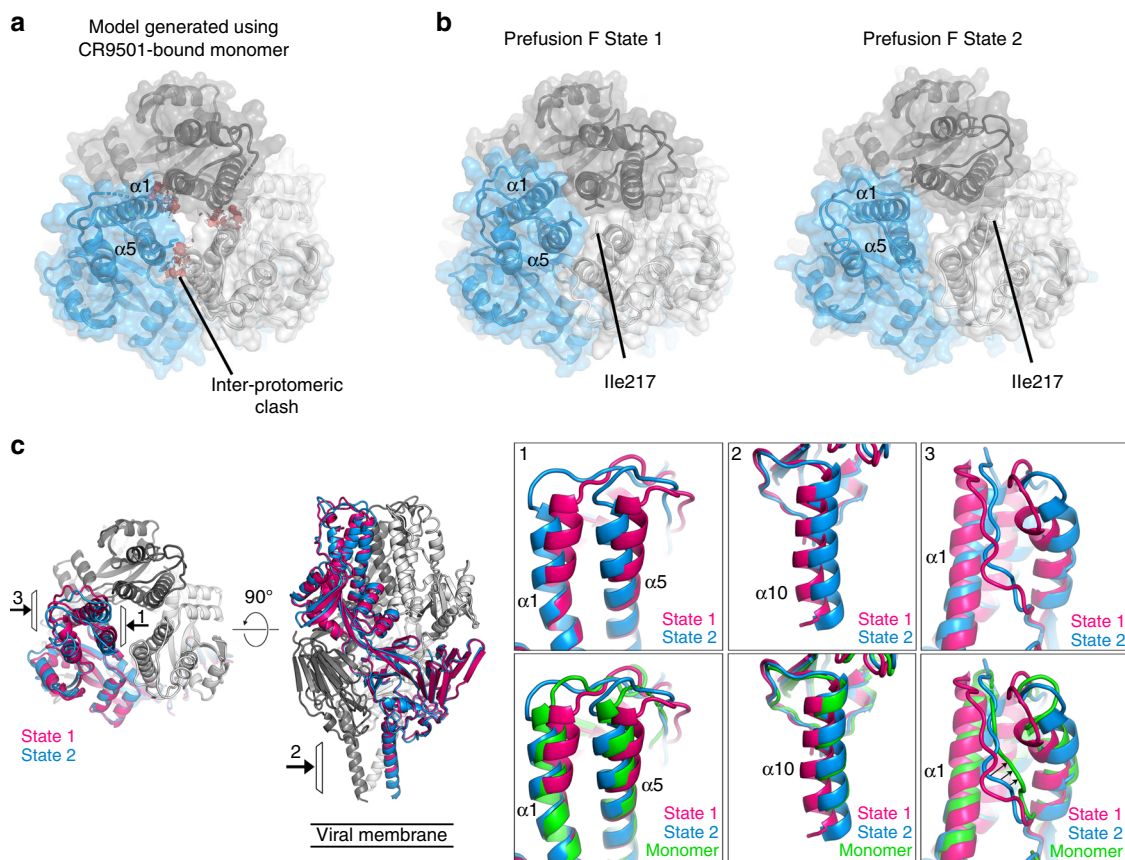 a
Model generated using
CR9501-bound monomer
α1
α5
Inter-protomeric
clash
b
Prefusion F State 1
α1
α5
Ile217
Prefusion F State 2
α1
α5
Ile217
c
3
1
90°
State 1
State 2
2
Viral membrane
1
α1
α5
State 1
State 2
2
α10
State 1
State 2
3
α1
State 1
State 2
α1
α5
State 1
State 2
Monomer
α10
State 1
State 2
Monomer
α1
State 1
State 2
Monomer